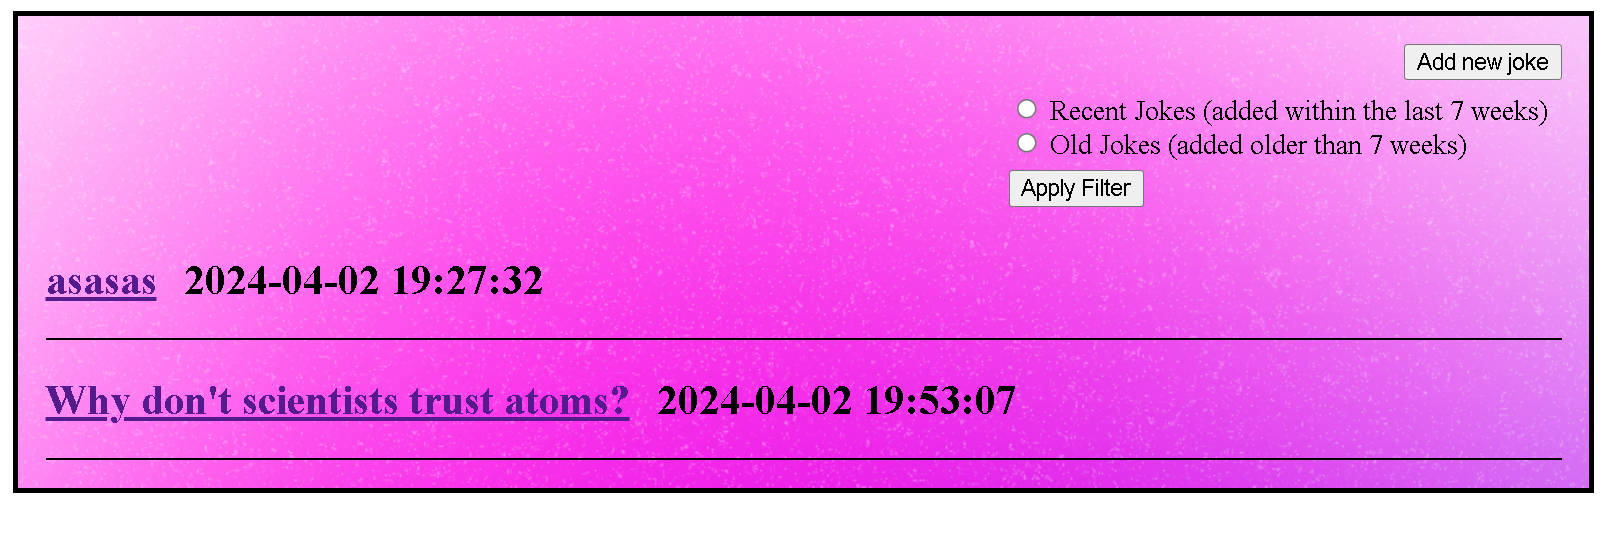 Add new joke
Recent Jokes (added within the last 7 weeks)
Old Jokes (added older than 7 weeks)
Apply Filter
asasas 2024-04-02 19:27:32
Why don't scientists trust atoms? 2024-04-02 19:53:07